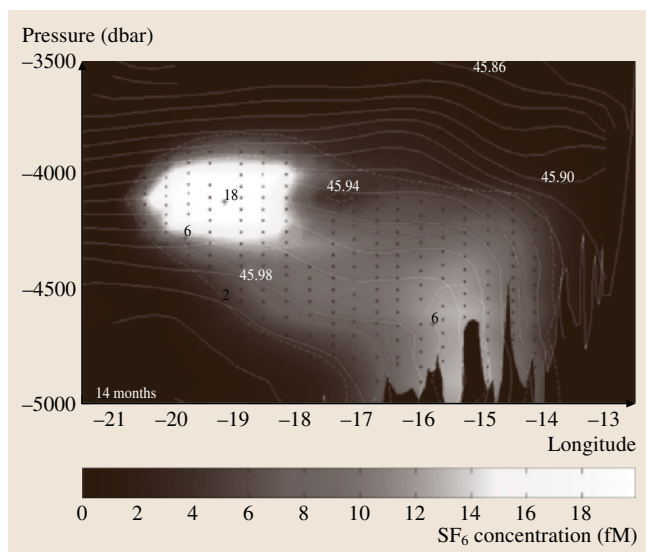 Pressure (dbar)
−3500
45.86
−4000
18
45.94
45.90
6
45.98
−4500
2
6
14 months
−5000
−21 −20 −19 −18 −17 −16 −15 −14 −13
Longitude
0 2 4 6 8 10 12 14 16 18
SF₆ concentration (fM)